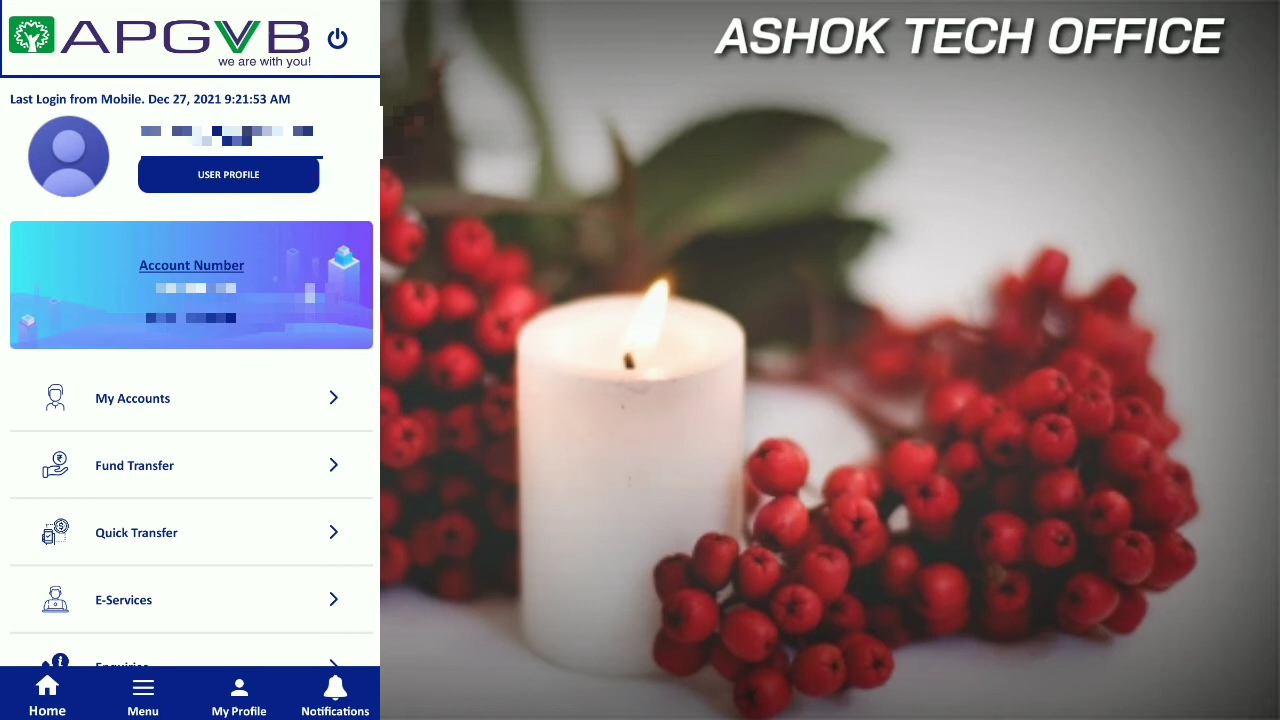 APGVB
we are with you!
Last Login from Mobile. Dec 27, 2021 9:21:53 AM
USER PROFILE
Account Number
My Accounts
Fund Transfer
Quick Transfer
E-Services
Enquiries
Home
Menu
My Profile
Notifications
ASHOK TECH OFFICE